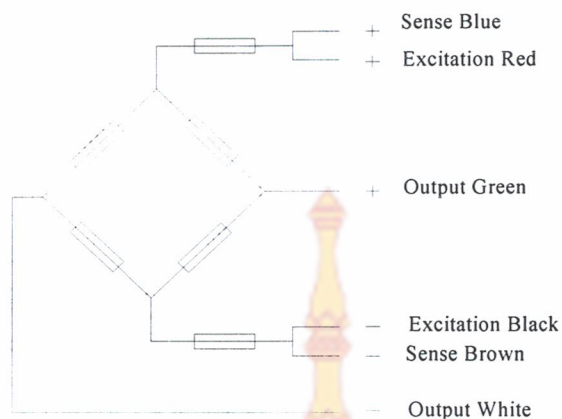 + Sense Blue
+ Excitation Red
+ Output Green
− Excitation Black
− Sense Brown
− Output White